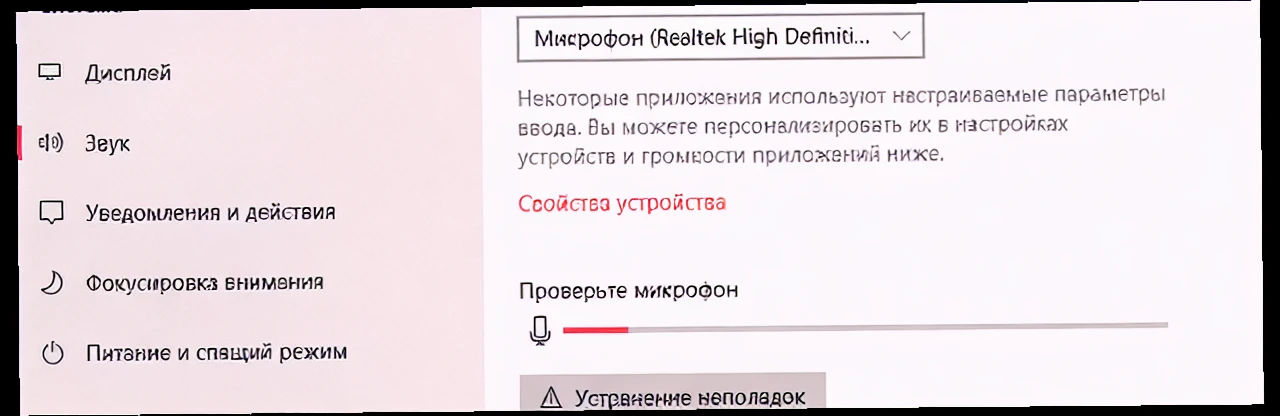 Микрофон (Realtek High Definiti...
Дисплей
Некоторые приложения используют настраиваемые параметры
ввода. Вы можете персонализировать их в настройках
устройств и громкости приложений ниже.
Звук
Свойства устройства
Уведомления и действия
Фокусировка внимания
Проверьте микрофон
Питание и спящий режим
Устранение неполадок